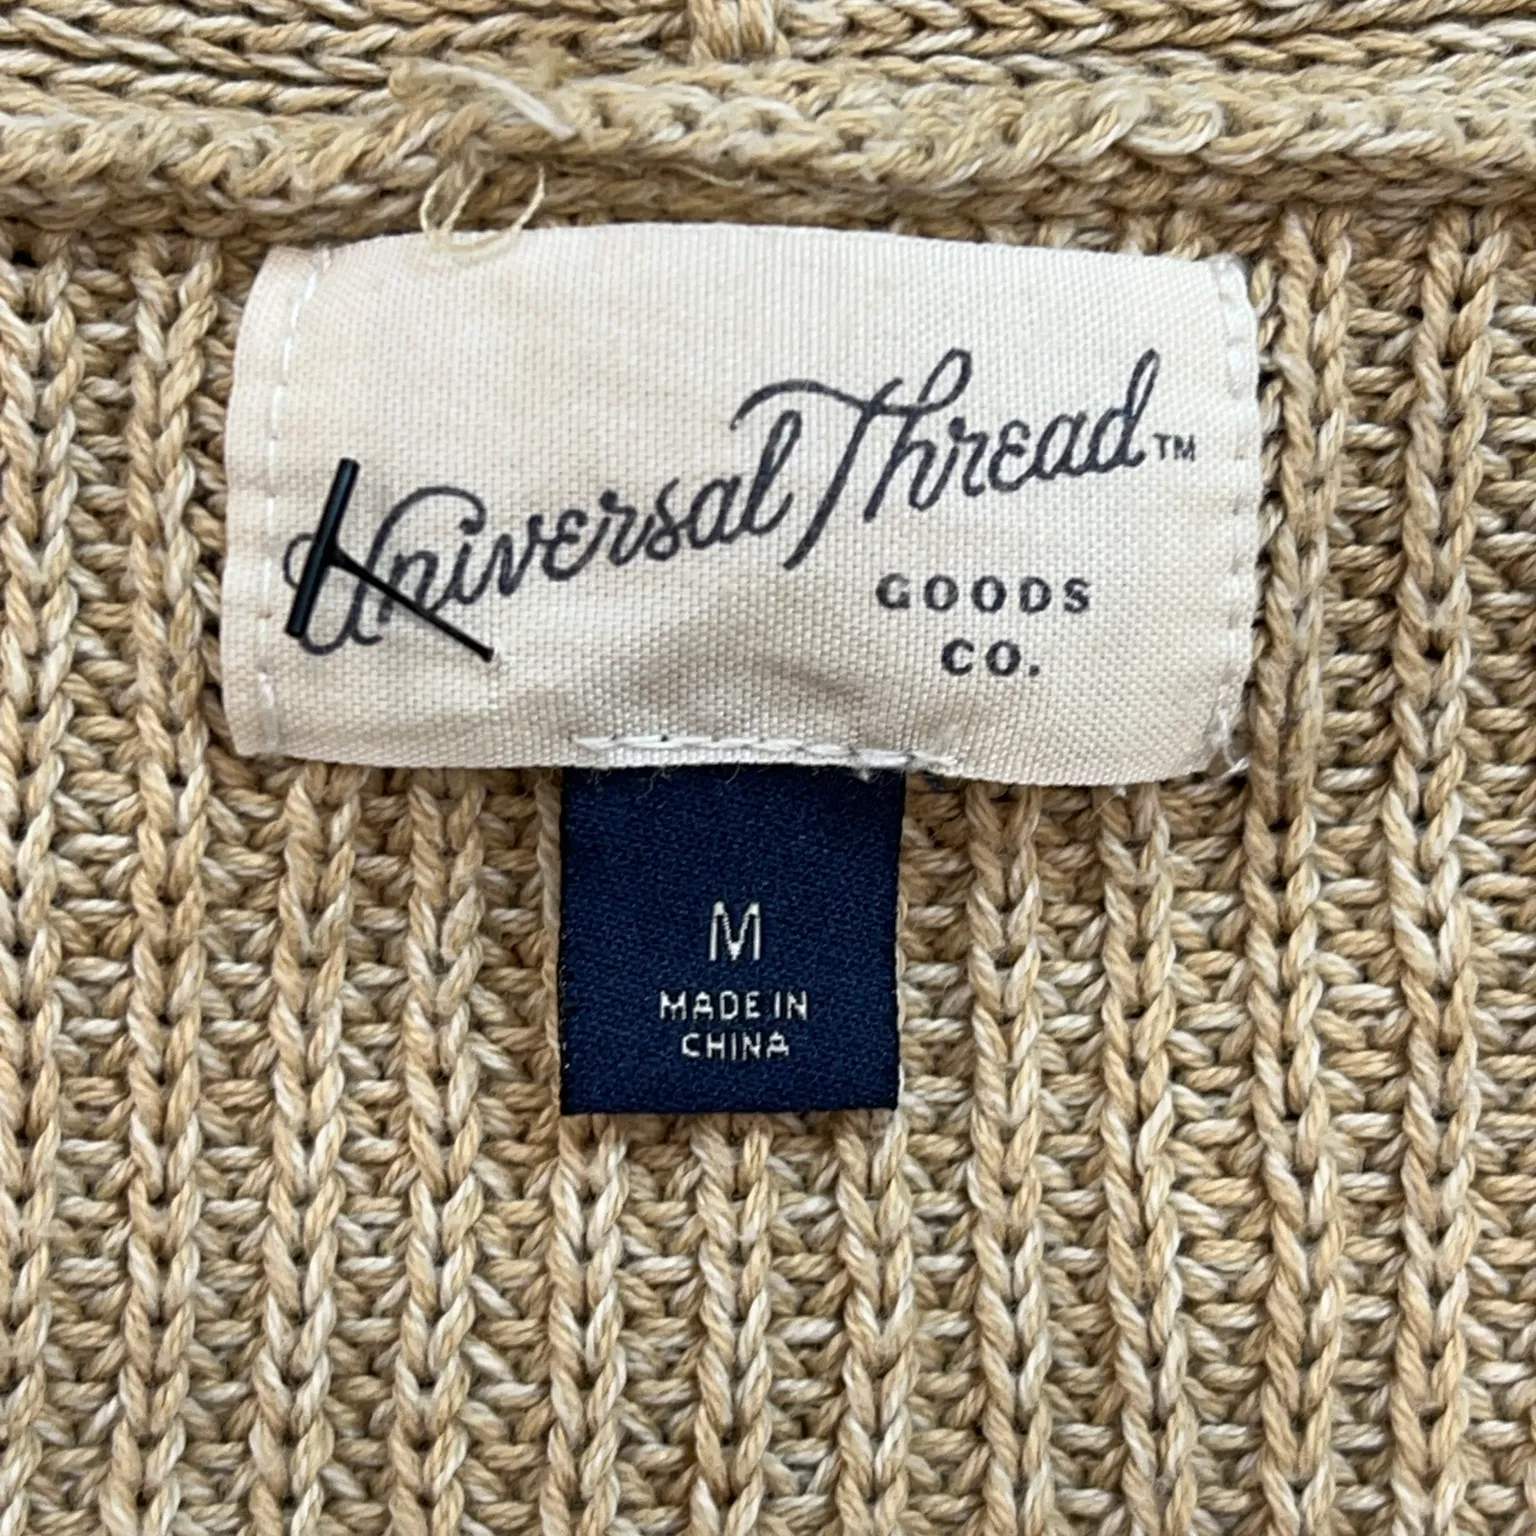 Universal Thread™
GOODS
CO.
M
MADE IN
CHINA